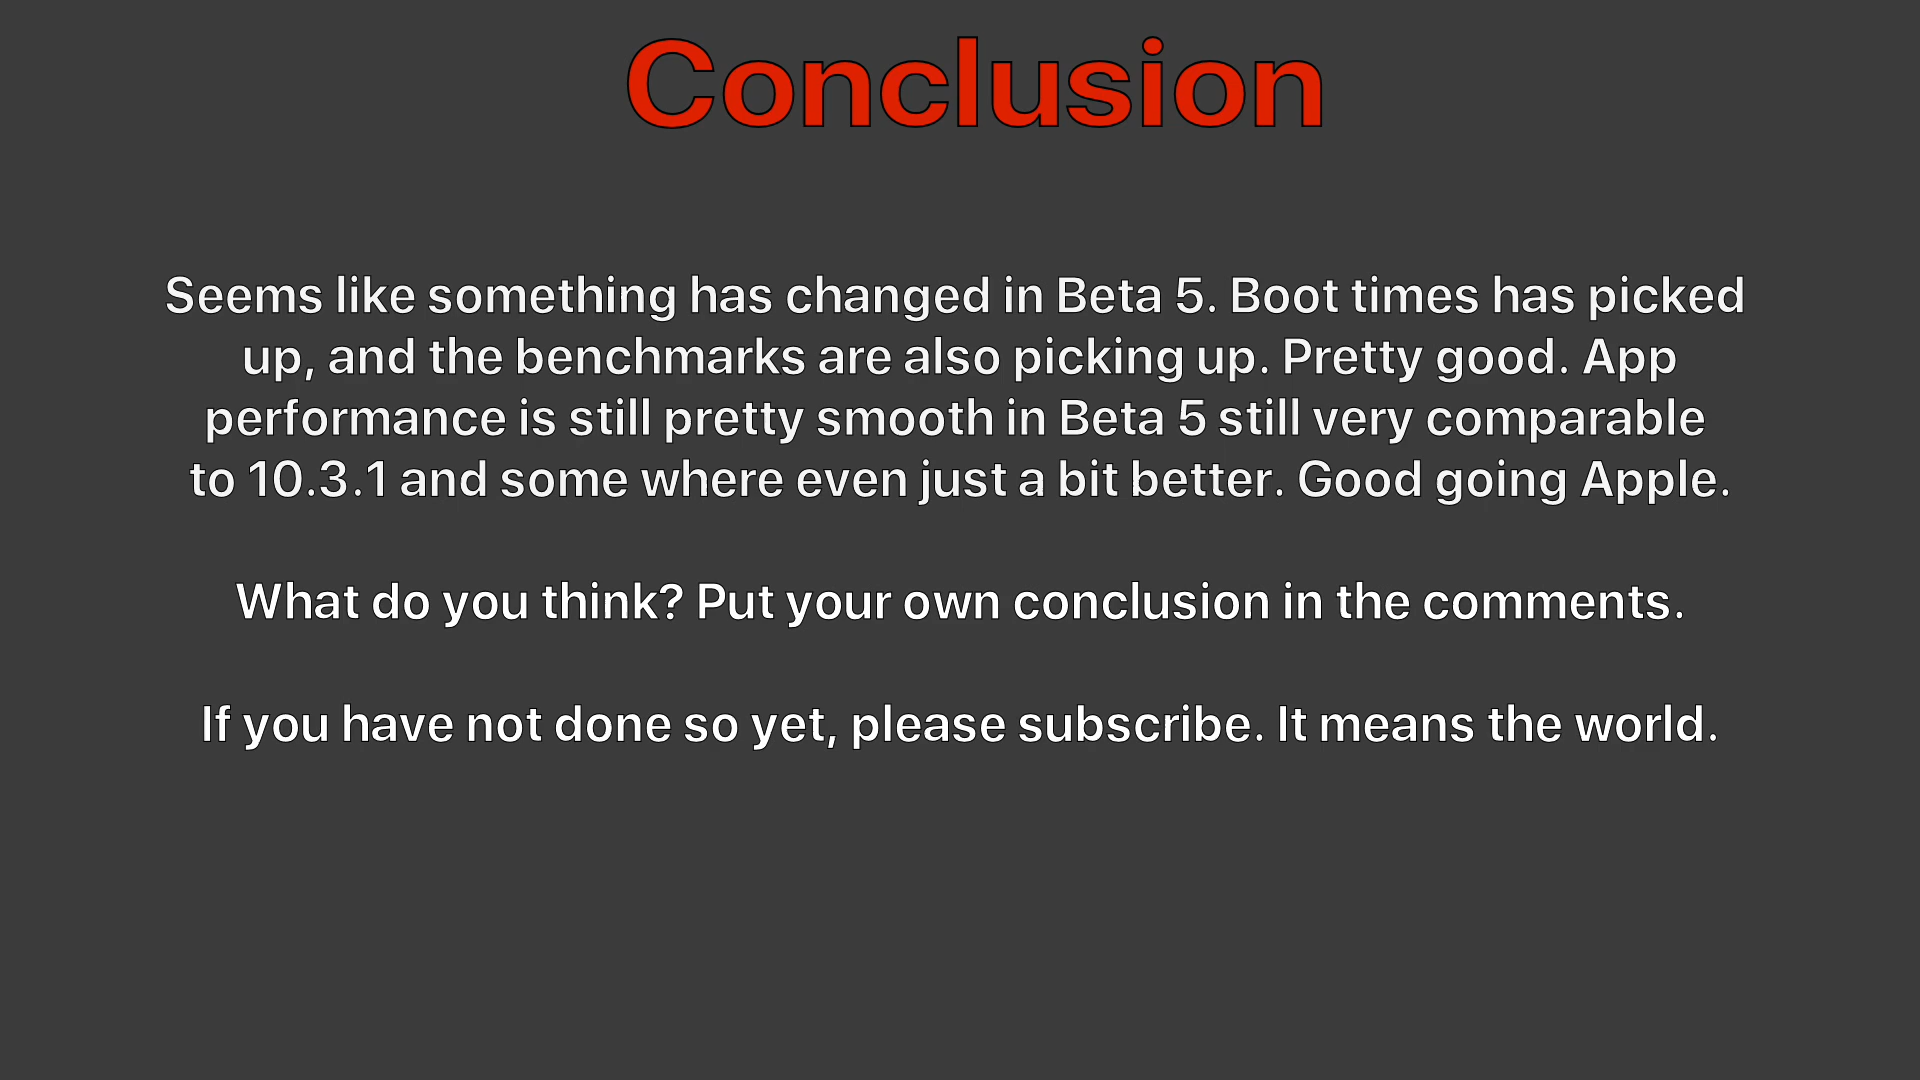 Conclusion
Seems like something has changed in Beta 5. Boot times has picked
up, and the benchmarks are also picking up. Pretty good. App
performance is still pretty smooth in Beta 5 still very comparable
to 10.3.1 and some where even just a bit better. Good going Apple.
What do you think? Put your own conclusion in the comments.
If you have not done so yet, please subscribe. It means the world.